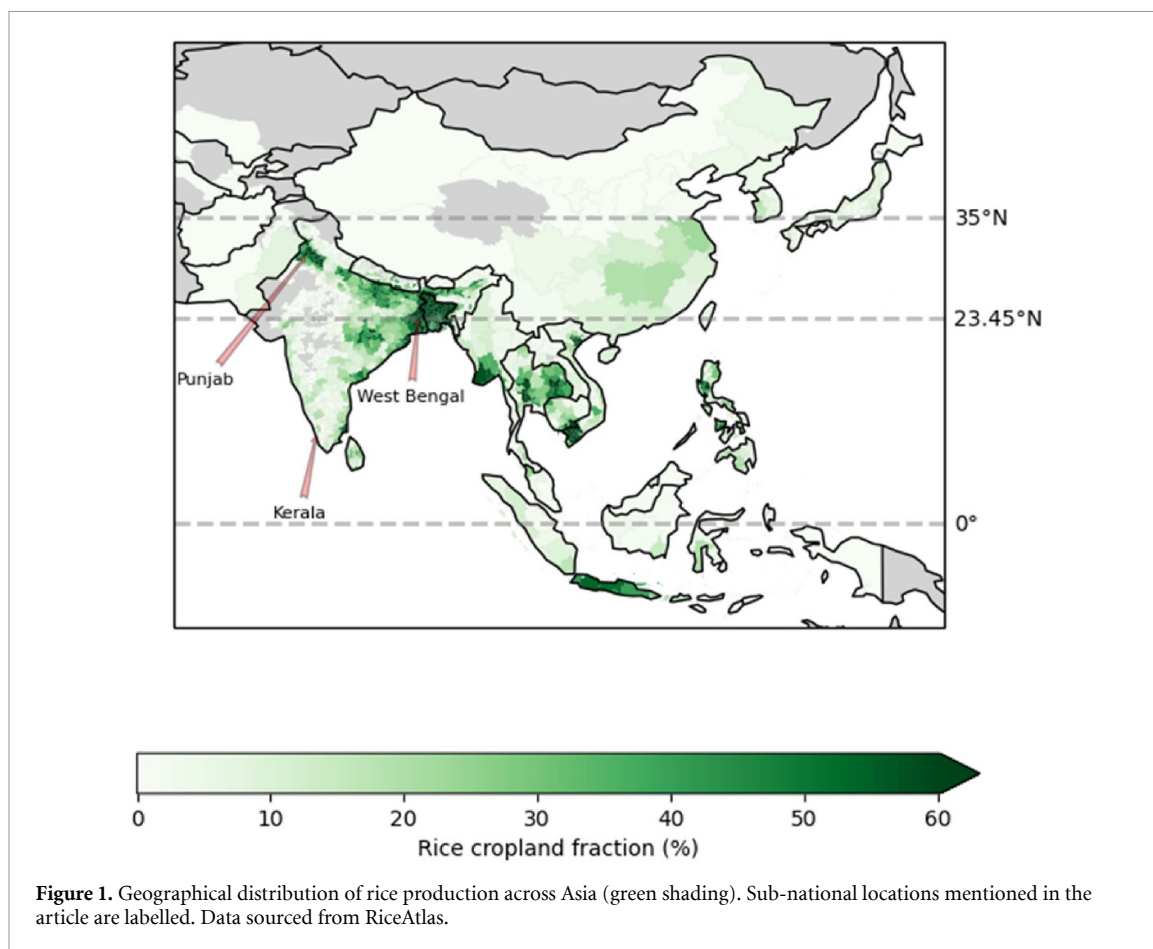 35°N
23.45°N
Punjab
West Bengal
Kerala
0°
0 10 20 30 40 50 60
Rice cropland fraction (%)
Figure 1. Geographical distribution of rice production across Asia (green shading). Sub-national locations mentioned in the
article are labelled. Data sourced from RiceAtlas.